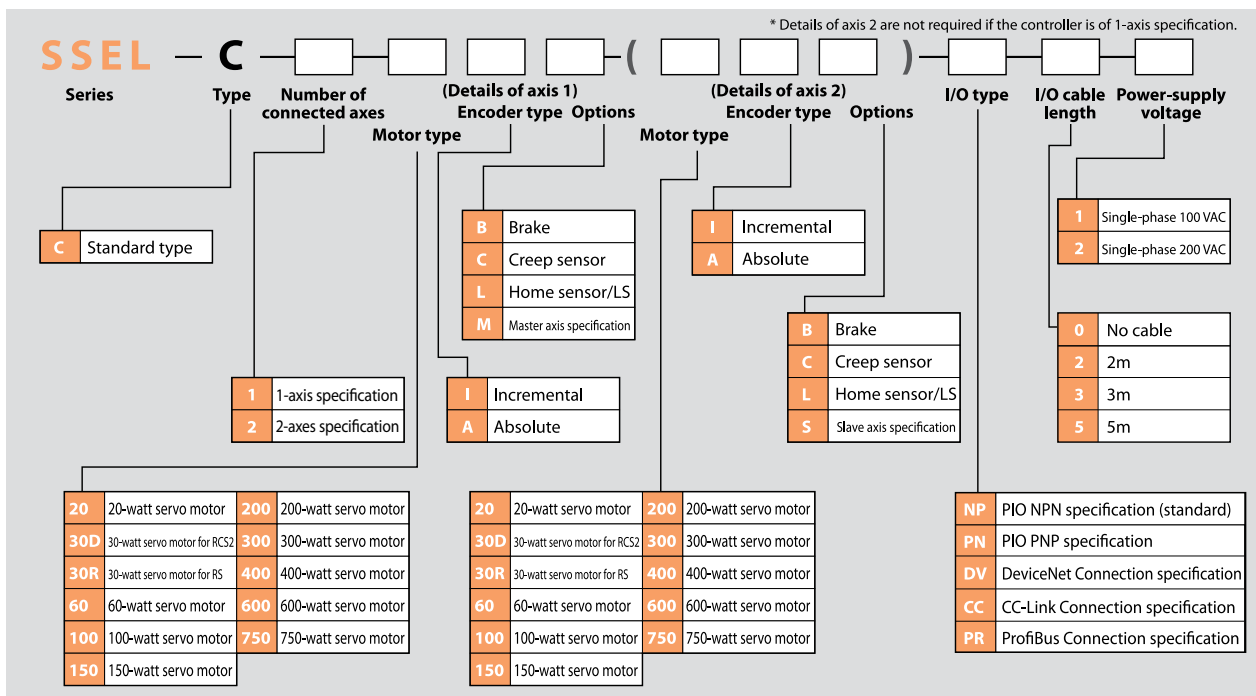 * Details of axis 2 are not required if the controller is of 1-axis specification.
SSEL – C – – – ( ) – – –
Series
Type
Number of
connected axes
(Details of axis 1)
Motor type
Encoder type
Options
(Details of axis 2)
Motor type
Encoder type
Options
I/O type
I/O cable
length
Power-supply
voltage
C Standard type
B Brake
C Creep sensor
L Home sensor/LS
M Master axis specification
I Incremental
A Absolute
1 Single-phase 100 VAC
2 Single-phase 200 VAC
B Brake
C Creep sensor
L Home sensor/LS
S Slave axis specification
0 No cable
2 2m
3 3m
5 5m
1 1-axis specification
2 2-axes specification
I Incremental
A Absolute
20 20-watt servo motor 200 200-watt servo motor
30D 30-watt servo motor for RCS2 300 300-watt servo motor
30R 30-watt servo motor for RS 400 400-watt servo motor
60 60-watt servo motor 600 600-watt servo motor
100 100-watt servo motor 750 750-watt servo motor
150 150-watt servo motor
20 20-watt servo motor 200 200-watt servo motor
30D 30-watt servo motor for RCS2 300 300-watt servo motor
30R 30-watt servo motor for RS 400 400-watt servo motor
60 60-watt servo motor 600 600-watt servo motor
100 100-watt servo motor 750 750-watt servo motor
150 150-watt servo motor
NP PIO NPN specification (standard)
PN PIO PNP specification
DV DeviceNet Connection specification
CC CC-Link Connection specification
PR ProfiBus Connection specification